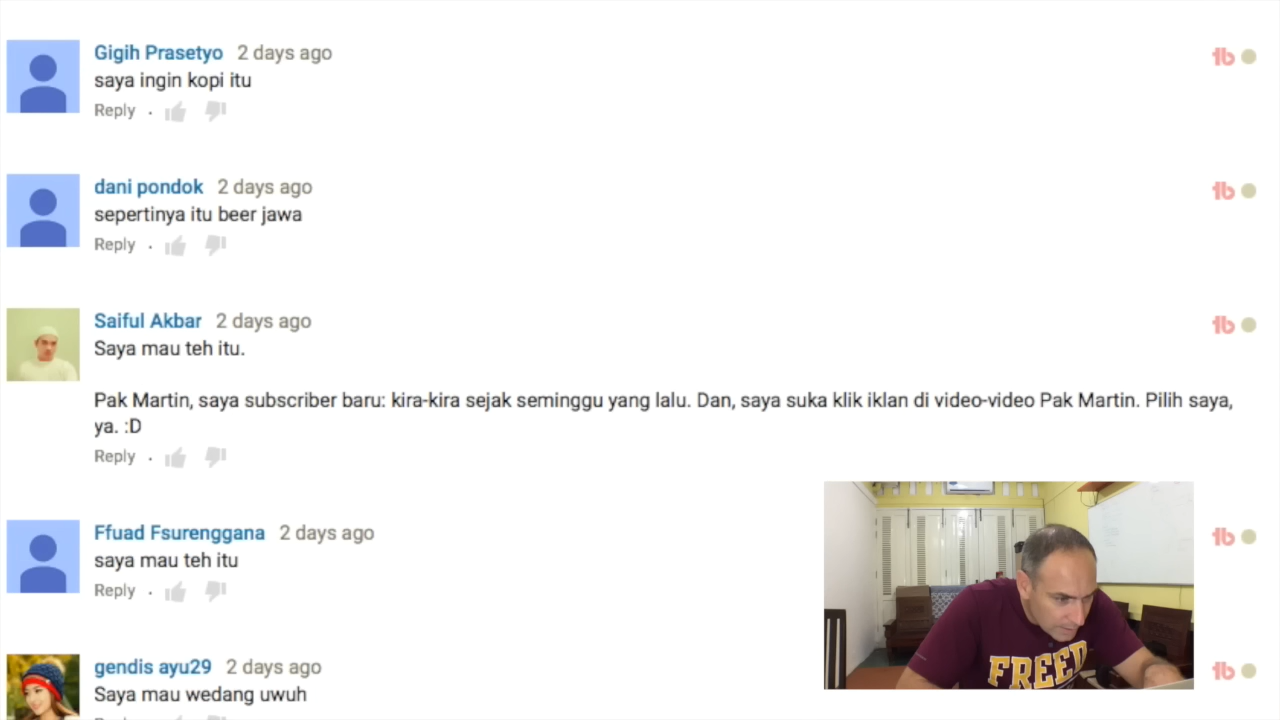 Gigih Prasetyo 2 days ago
saya ingin kopi itu
Reply
dani pondok 2 days ago
sepertinya itu beer jawa
Reply
Saiful Akbar 2 days ago
Saya mau teh itu.
Pak Martin, saya subscriber baru: kira-kira sejak seminggu yang lalu. Dan, saya suka klik iklan di video-video Pak Martin. Pilih saya,
ya. :D
Reply
Ffuad Fsurenggana 2 days ago
saya mau teh itu
Reply
FREED
gendis ayu29 2 days ago
Saya mau wedang uwuh